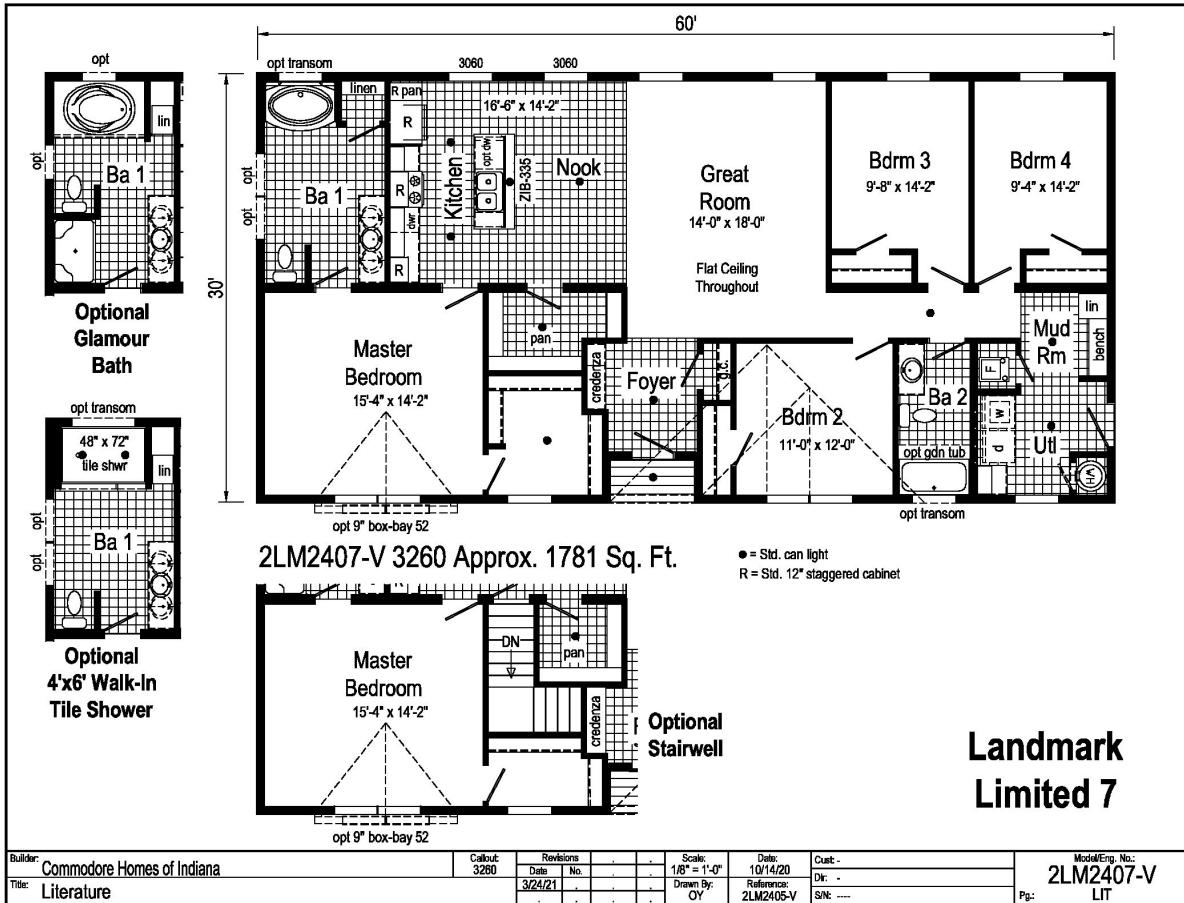 60'
30'
opt
lin
opt
Ba 1
Optional
Glamour
Bath
opt transom
48" x 72"
tile shwr
lin
opt
opt
Ba 1
Optional
4'x6' Walk-In
Tile Shower
opt transom
linen
opt
opt
Ba 1
3060
3060
R pan
R
R
dwr
R
Kitchen
opt dw
ZIB-335
16'-6" x 14'-2"
Nook
Great
Room
14'-0" x 18'-0"
Flat Ceiling
Throughout
Bdrm 3
9'-8" x 14'-2"
Bdrm 4
9'-4" x 14'-2"
Master
Bedroom
15'-4" x 14'-2"
pan
credenza
Foyer
g.c.
Bdrm 2
11'-0" x 12'-0"
Ba 2
opt gdn tub
F
Mud
Rm
lin
bench
w
d
Utl
WH
opt 9" box-bay 52
opt transom
2LM2407-V 3260 Approx. 1781 Sq. Ft.
● = Std. can light
R = Std. 12" staggered cabinet
Master
Bedroom
15'-4" x 14'-2"
DN
pan
credenza
Optional
Stairwell
opt 9" box-bay 52
Landmark
Limited 7
Builder: Commodore Homes of Indiana
Title: Literature
Callout:
3260
Revisions
Date No.
3/24/21
Scale:
1/8" = 1'-0"
Drawn By:
OY
Date:
10/14/20
Reference:
2LM2405-V
Cust -
Dlr: -
S/N: ----
Model/Eng. No.:
2LM2407-V
Pg.: LIT